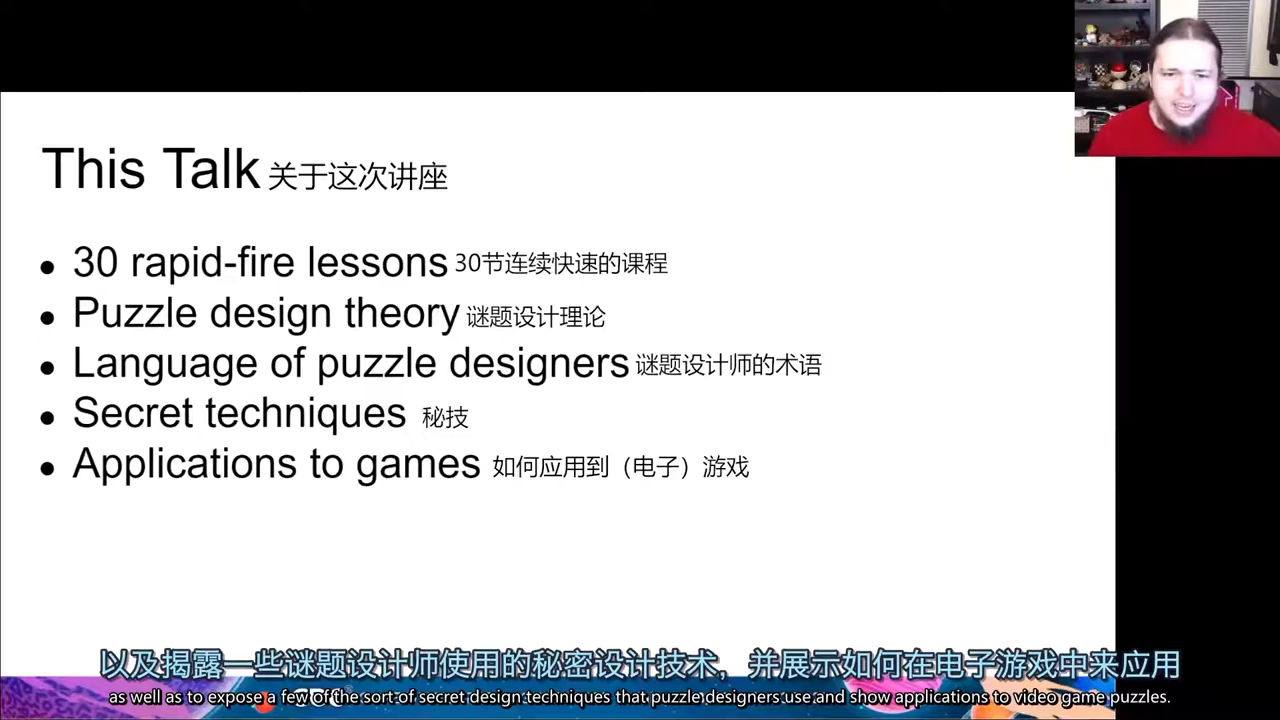 This Talk 关于这次讲座
• 30 rapid-fire lessons 30节连续快速的课程
• Puzzle design theory 谜题设计理论
• Language of puzzle designers 谜题设计师的术语
• Secret techniques 秘技
• Applications to games 如何应用到（电子）游戏
以及揭露一些谜题设计师使用的秘密设计技术，并展示如何在电子游戏中来应用
as well as to expose a few of the sort of secret design techniques that puzzle designers use and show applications to video game puzzles.